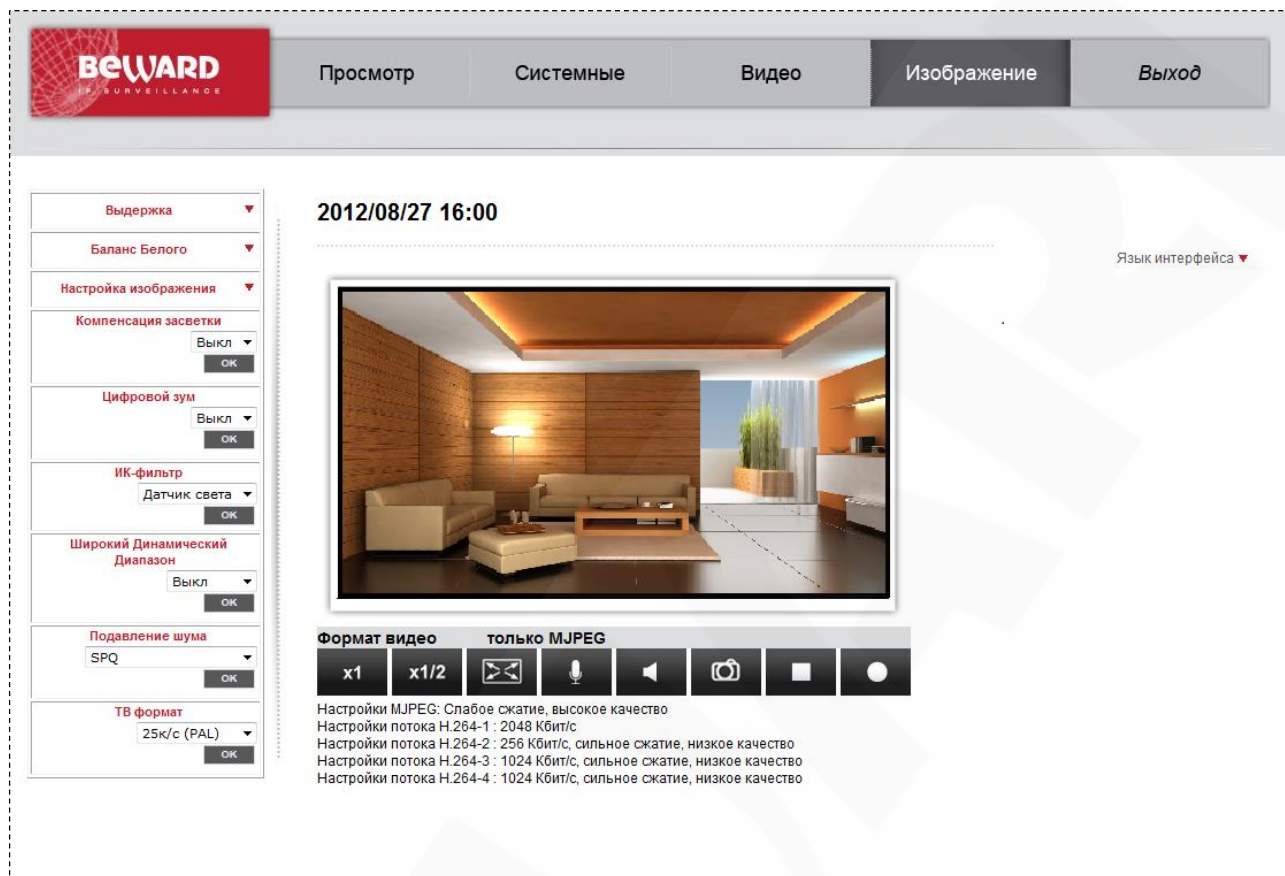 BEWARD
IP SURVEILLANCE
Просмотр
Системные
Видео
Изображение
Выход
Выдержка
Баланс Белого
Настройка изображения
Компенсация засветки
Выкл
OK
Цифровой зум
Выкл
OK
ИК-фильтр
Датчик света
OK
Широкий Динамический
Диапазон
Выкл
OK
Подавление шума
SPQ
OK
ТВ формат
25к/с (PAL)
OK
2012/08/27 16:00
Язык интерфейса
Формат видео только MJPEG
x1
x1/2
Настройки MJPEG: Слабое сжатие, высокое качество
Настройки потока H.264-1 : 2048 Кбит/с
Настройки потока H.264-2 : 256 Кбит/с, сильное сжатие, низкое качество
Настройки потока H.264-3 : 1024 Кбит/с, сильное сжатие, низкое качество
Настройки потока H.264-4 : 1024 Кбит/с, сильное сжатие, низкое качество